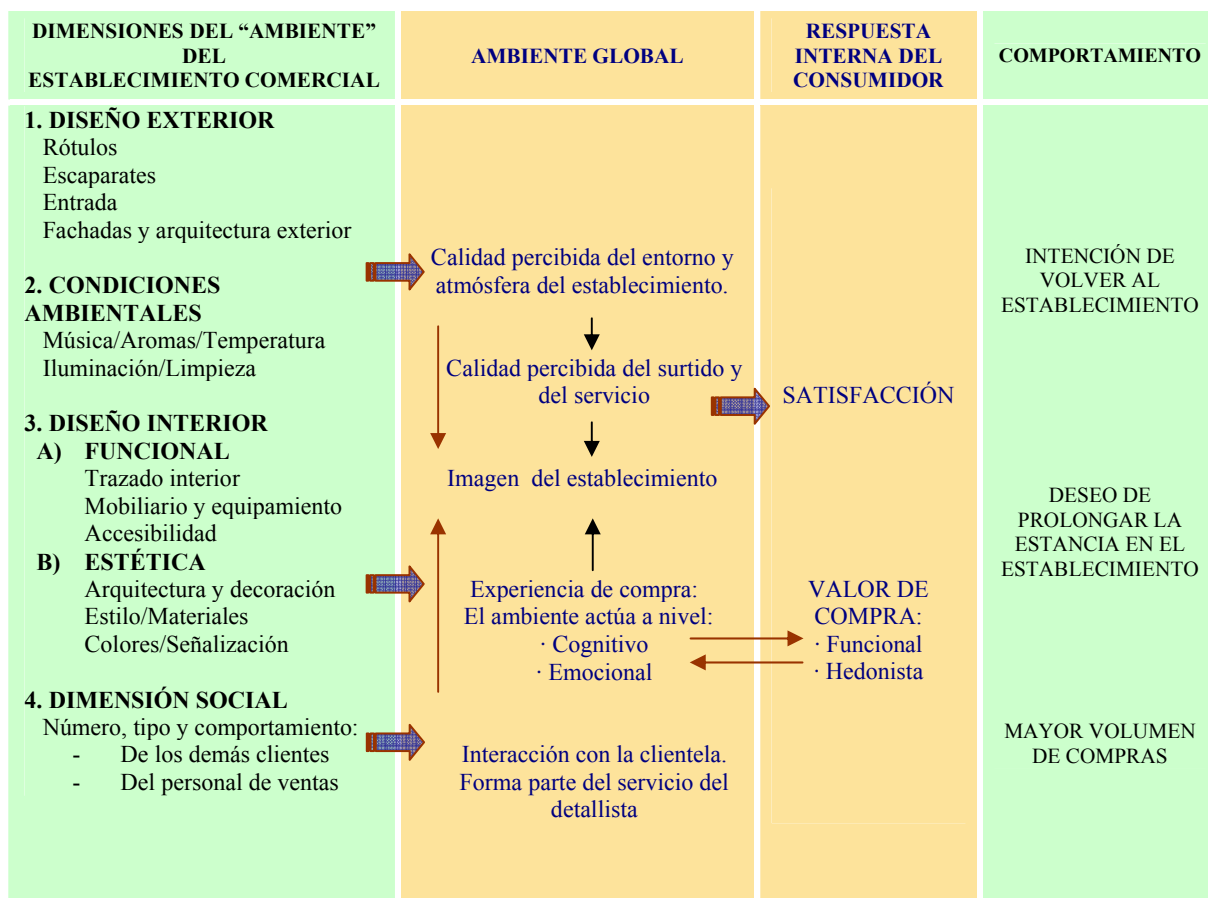 DIMENSIONES DEL “AMBIENTE”
DEL
ESTABLECIMIENTO COMERCIAL
AMBIENTE GLOBAL
RESPUESTA
INTERNA DEL
CONSUMIDOR
COMPORTAMIENTO
1. DISEÑO EXTERIOR
Rótulos
Escaparates
Entrada
Fachadas y arquitectura exterior
2. CONDICIONES
AMBIENTALES
Música/Aromas/Temperatura
Iluminación/Limpieza
3. DISEÑO INTERIOR
A) FUNCIONAL
Trazado interior
Mobiliario y equipamiento
Accesibilidad
B) ESTÉTICA
Arquitectura y decoración
Estilo/Materiales
Colores/Señalización
4. DIMENSIÓN SOCIAL
Número, tipo y comportamiento:
- De los demás clientes
- Del personal de ventas
Calidad percibida del entorno y
atmósfera del establecimiento.
Calidad percibida del surtido y
del servicio
Imagen del establecimiento
Experiencia de compra:
El ambiente actúa a nivel:
· Cognitivo
· Emocional
Interacción con la clientela.
Forma parte del servicio del
detallista
SATISFACCIÓN
VALOR DE
COMPRA:
· Funcional
· Hedonista
INTENCIÓN DE
VOLVER AL
ESTABLECIMIENTO
DESEO DE
PROLONGAR LA
ESTANCIA EN EL
ESTABLECIMIENTO
MAYOR VOLUMEN
DE COMPRAS